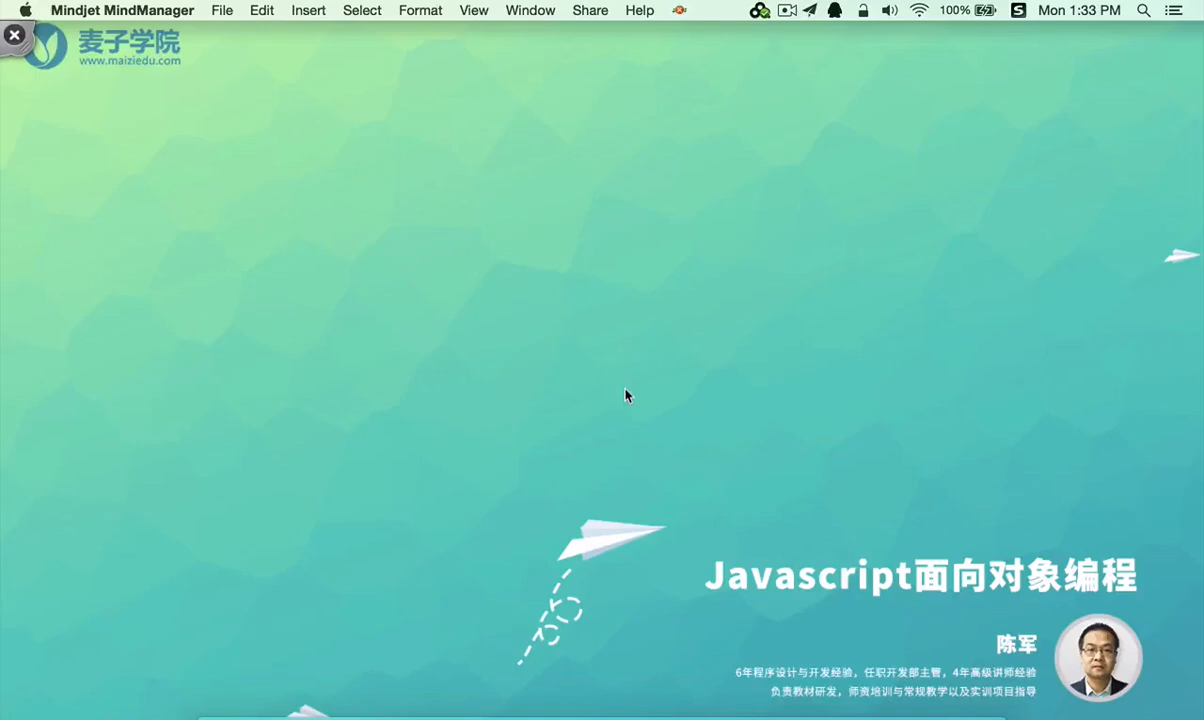 Mindjet MindManager File Edit Insert Select Format View Window Share Help 100% S Mon 1:33 PM
麦子学院
www.maiziedu.com
Javascript面向对象编程
陈军
6年程序设计与开发经验，任职开发部主管，4年高级讲师经验
负责教材研发，师资培训与常规教学以及实训项目指导